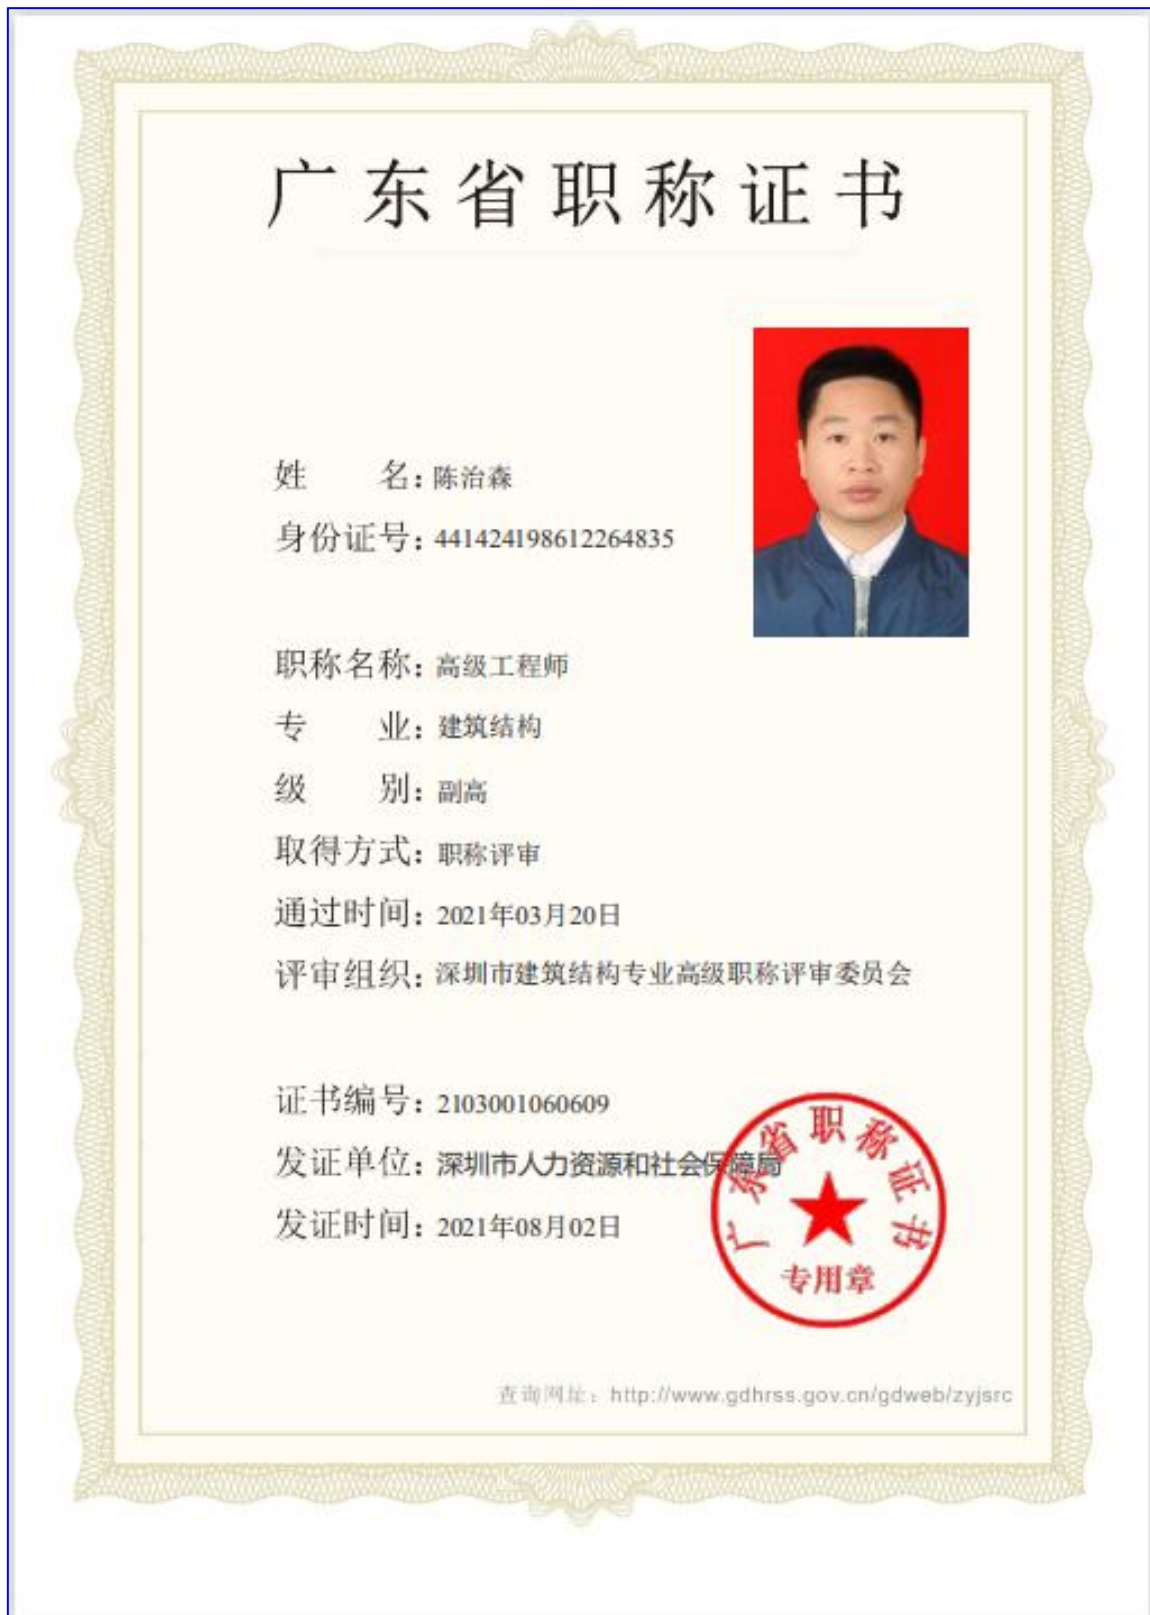 广东省职称证书
姓 名：陈治森
身份证号：441424198612264835
职称名称：高级工程师
专 业：建筑结构
级 别：副高
取得方式：职称评审
通过时间：2021年03月20日
评审组织：深圳市建筑结构专业高级职称评审委员会
证书编号：2103001060609
发证单位：深圳市人力资源和社会保障局
发证时间：2021年08月02日
广东省职称证书
专用章
查询网址：http://www.gdhrss.gov.cn/gdweb/zyjsrc